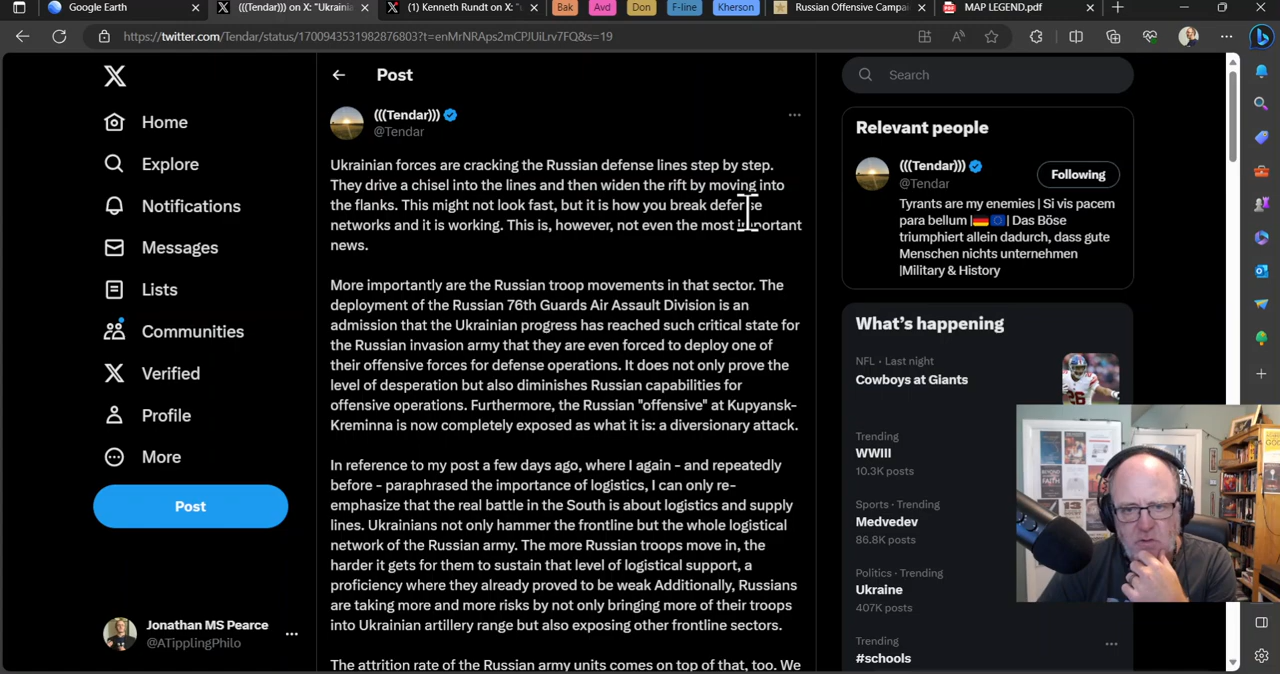 Google Earth
(((Tendar))) on X: "Ukrainia
(1) Kenneth Rundt on X: "
Bak
Avd
Don
F-line
Kherson
Russian Offensive Campai
MAP LEGEND.pdf
https://twitter.com/Tendar/status/1700943531982876803?t=enMrNRAps2mCPJUiLrv7FQ&s=19
Home
Explore
Notifications
Messages
Lists
Communities
Verified
Profile
More
Post
Jonathan MS Pearce
@ATipplingPhilo
Post
(((Tendar)))
@Tendar
Ukrainian forces are cracking the Russian defense lines step by step.
They drive a chisel into the lines and then widen the rift by moving into
the flanks. This might not look fast, but it is how you break defense
networks and it is working. This is, however, not even the most important
news.
More importantly are the Russian troop movements in that sector. The
deployment of the Russian 76th Guards Air Assault Division is an
admission that the Ukrainian progress has reached such critical state for
the Russian invasion army that they are even forced to deploy one of
their offensive forces for defense operations. It does not only prove the
level of desperation but also diminishes Russian capabilities for
offensive operations. Furthermore, the Russian "offensive" at Kupyansk-
Kreminna is now completely exposed as what it is: a diversionary attack.
In reference to my post a few days ago, where I again - and repeatedly
before - paraphrased the importance of logistics, I can only re-
emphasize that the real battle in the South is about logistics and supply
lines. Ukrainians not only hammer the frontline but the whole logistical
network of the Russian army. The more Russian troops move in, the
harder it gets for them to sustain that level of logistical support, a
proficiency where they already proved to be weak Additionally, Russians
are taking more and more risks by not only bringing more of their troops
into Ukrainian artillery range but also exposing other frontline sectors.
The attrition rate of the Russian army units comes on top of that, too. We
Search
Relevant people
(((Tendar)))
@Tendar
Following
Tyrants are my enemies | Si vis pacem
para bellum | | Das Böse
triumphiert allein dadurch, dass gute
Menschen nichts unternehmen
|Military & History
What's happening
NFL · Last night
Cowboys at Giants
Trending
WWIII
10.3K posts
Sports · Trending
Medvedev
86.8K posts
Politics · Trending
Ukraine
407K posts
Trending
#schools